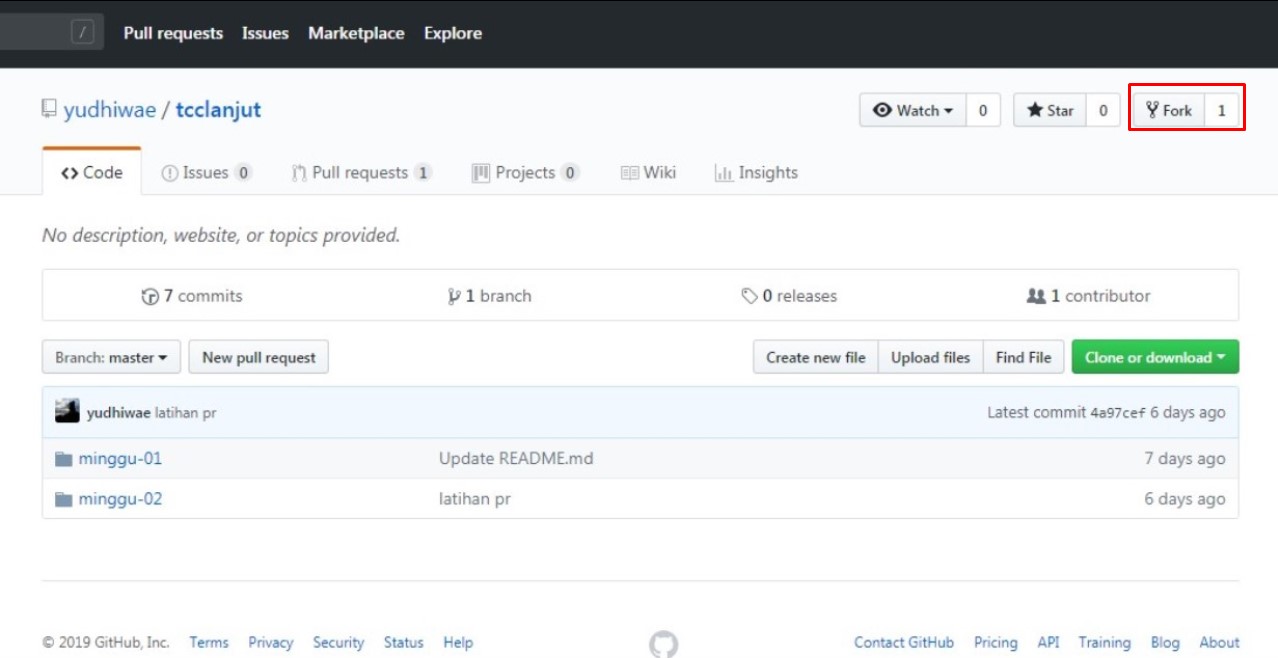 / Pull requests Issues Marketplace Explore
yudhiwae / tcclanjut Watch 0 Star 0 Fork 1
Code Issues 0 Pull requests 1 Projects 0 Wiki Insights
No description, website, or topics provided.
7 commits 1 branch 0 releases 1 contributor
Branch: master New pull request Create new file Upload files Find File Clone or download
yudhiwae latihan pr Latest commit 4a97cef 6 days ago
minggu-01 Update README.md 7 days ago
minggu-02 latihan pr 6 days ago
© 2019 GitHub, Inc. Terms Privacy Security Status Help Contact GitHub Pricing API Training Blog About